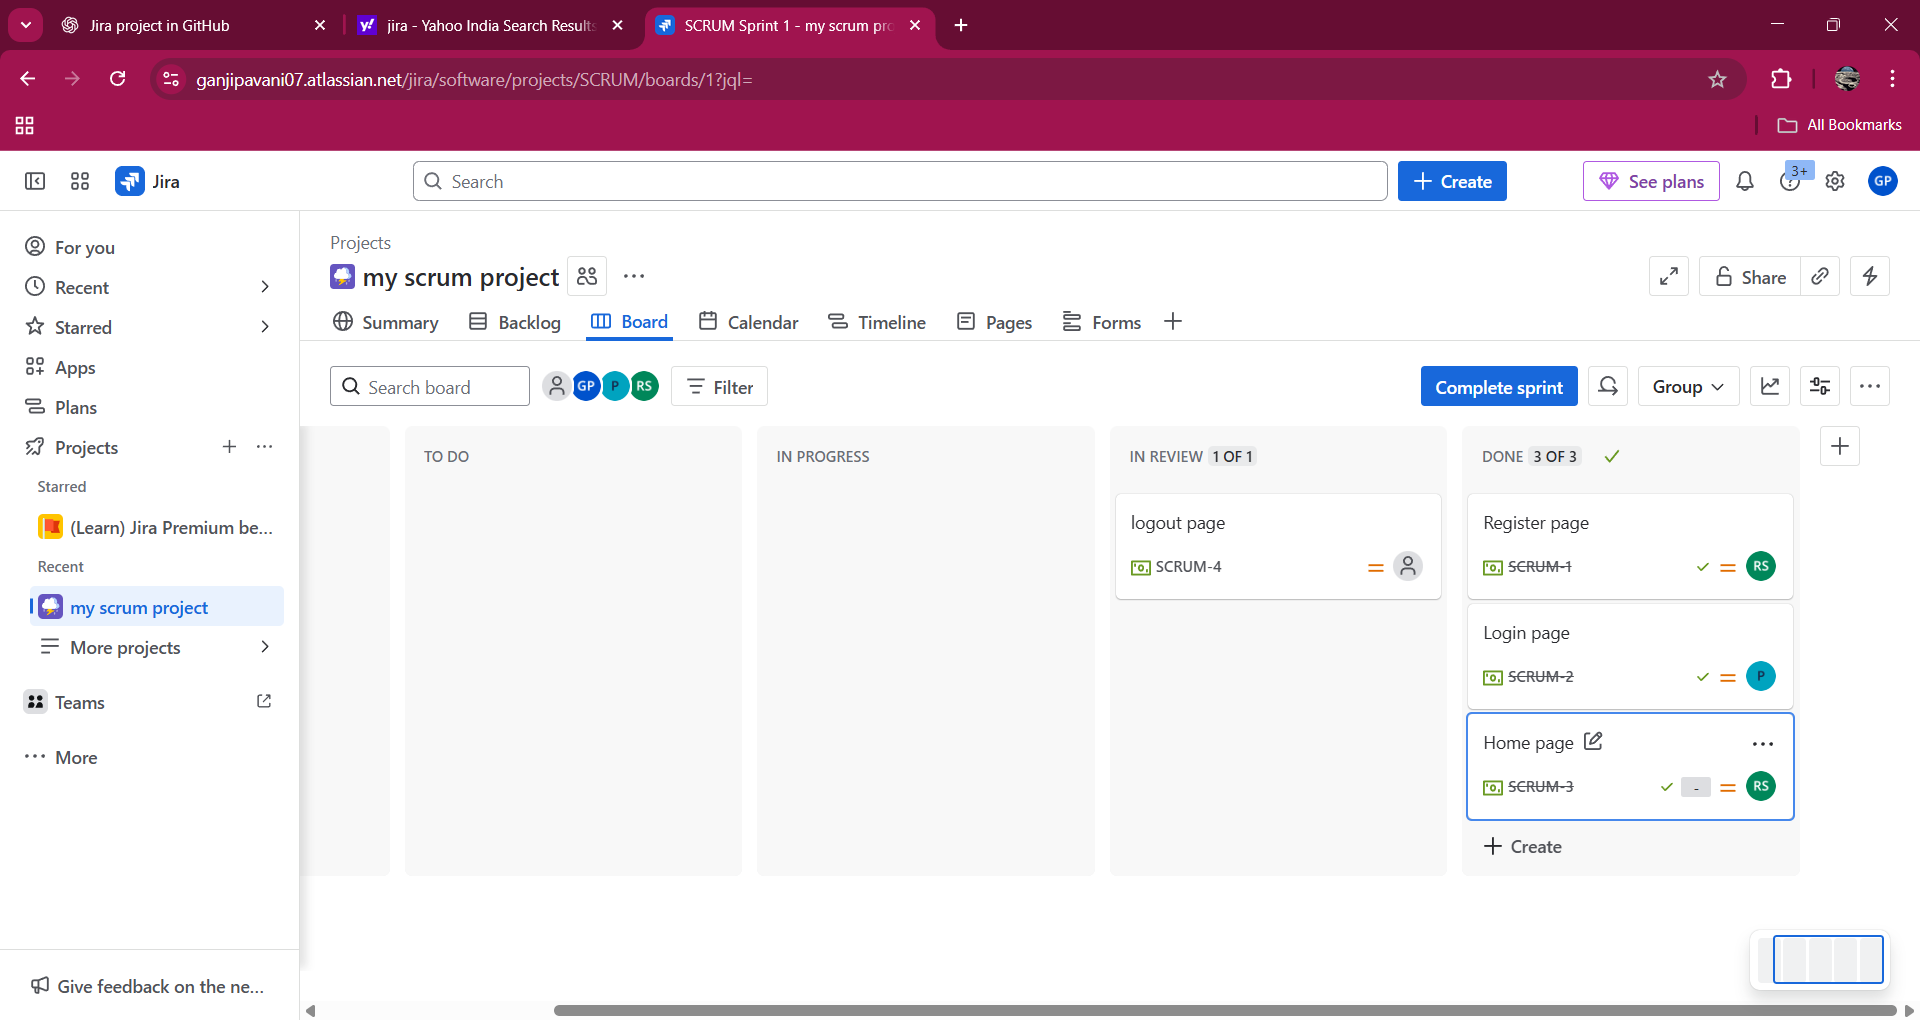 Jira project in GitHub
jira - Yahoo India Search Results
SCRUM Sprint 1 - my scrum pro
ganjipavani07.atlassian.net/jira/software/projects/SCRUM/boards/1?jql=
All Bookmarks
Jira
Search
Create
See plans
3+
GP
For you
Recent
Starred
Apps
Plans
Projects
Starred
(Learn) Jira Premium be...
Recent
my scrum project
More projects
Teams
More
Give feedback on the ne...
Projects
my scrum project
Share
Summary
Backlog
Board
Calendar
Timeline
Pages
Forms
Search board
GP
P
RS
Filter
Complete sprint
Group
TO DO
IN PROGRESS
IN REVIEW 1 OF 1
logout page
SCRUM-4
DONE 3 OF 3
Register page
SCRUM-1
RS
Login page
SCRUM-2
P
Home page
SCRUM-3
-
RS
Create